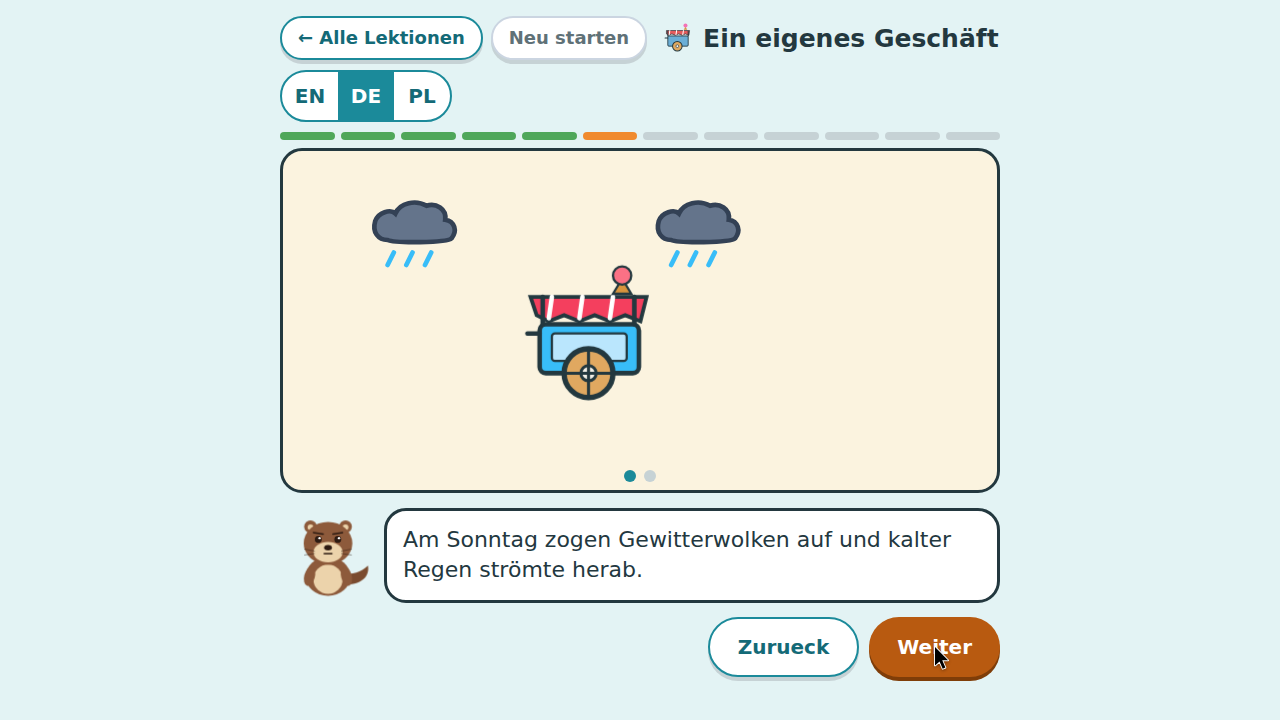 ← Alle Lektionen
Neu starten
Ein eigenes Geschäft
EN
DE
PL
Am Sonntag zogen Gewitterwolken auf und kalter
Regen strömte herab.
Zurueck
Weiter